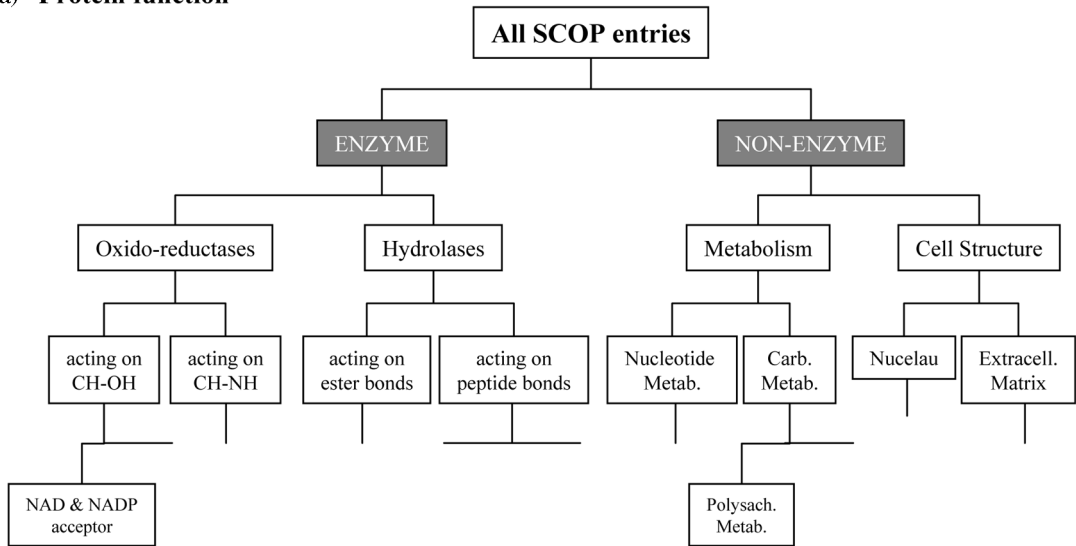 a) Protein function
All SCOP entries
ENZYME
NON-ENZYME
Oxido-reductases
Hydrolases
Metabolism
Cell Structure
acting on
CH-OH
acting on
CH-NH
acting on
ester bonds
acting on
peptide bonds
Nucleotide
Metab.
Carb.
Metab.
Nucelau
Extracell.
Matrix
NAD & NADP
acceptor
Polysach.
Metab.